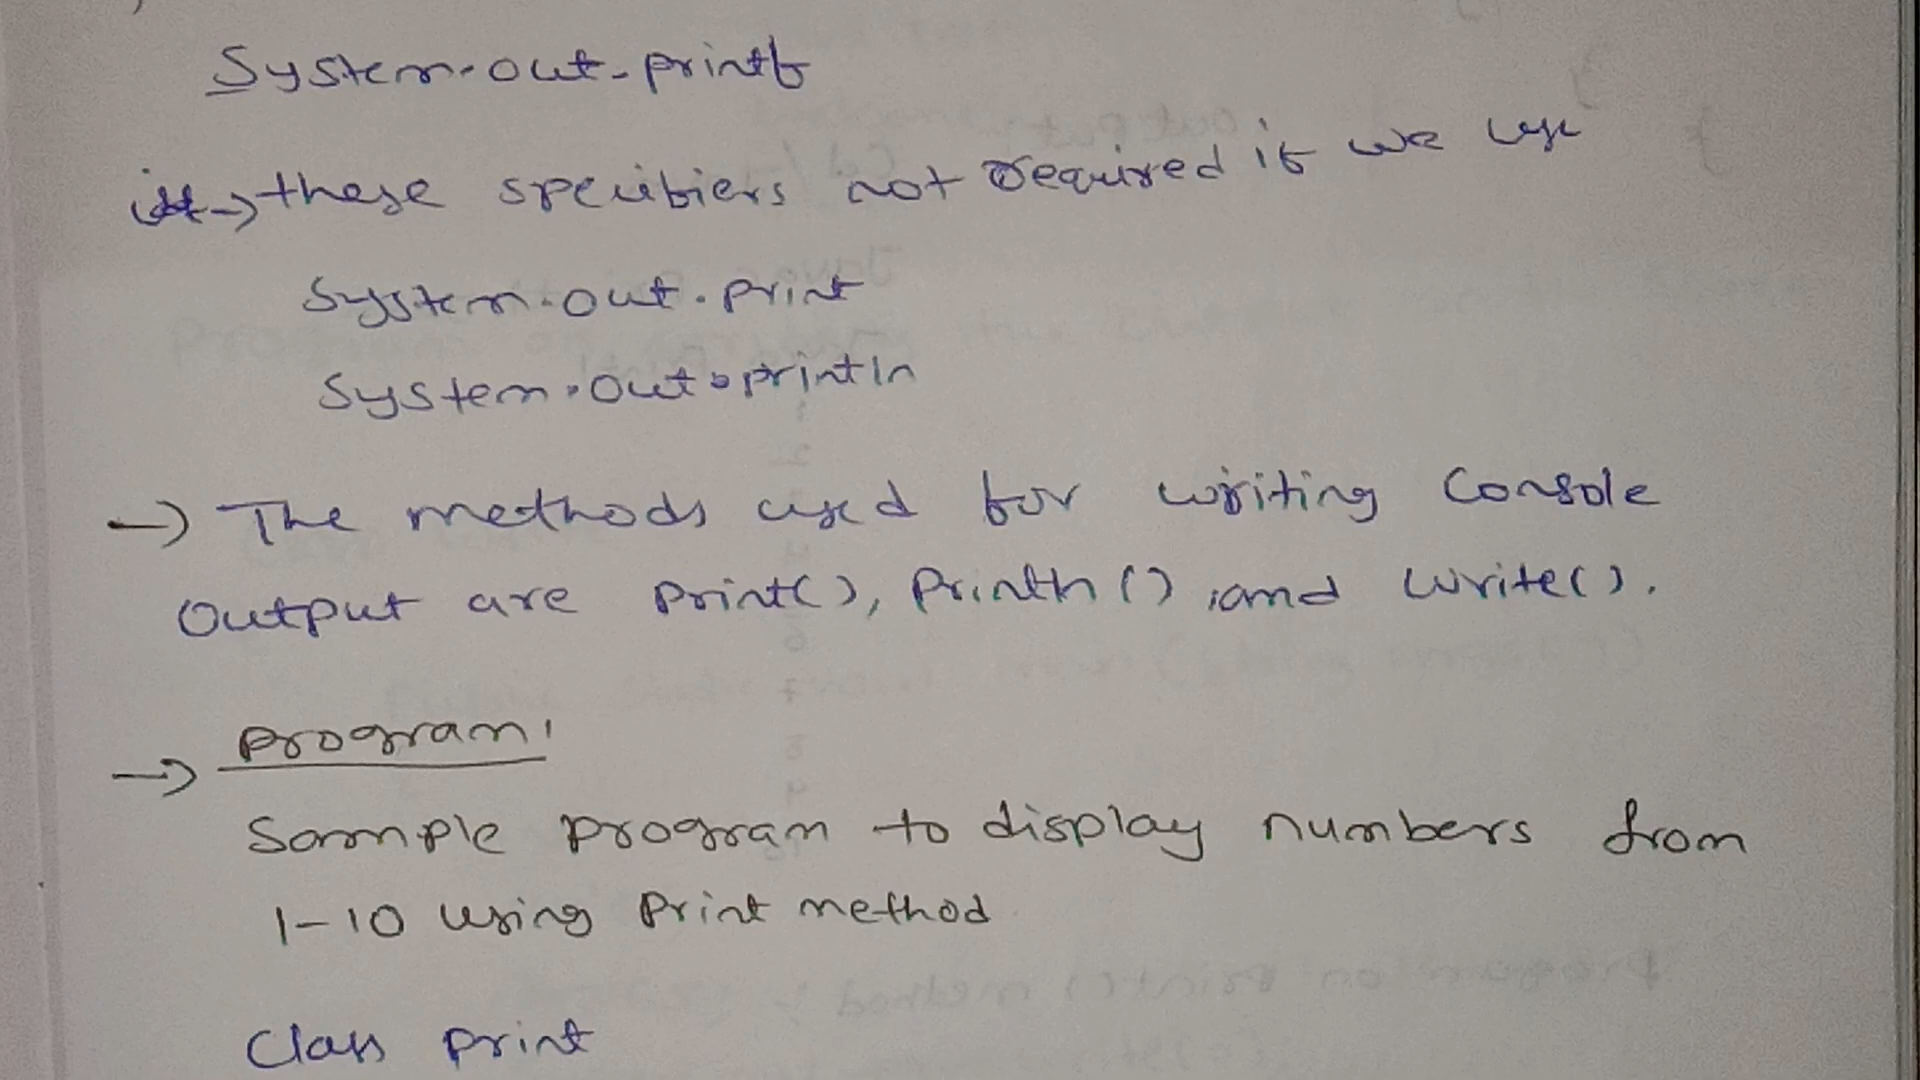 System.out.printf
→ these specifiers not required if we use
System.out.print
System.out.println
→ The methods used for writing Console
Output are print(), println() and write().
→ program:
Sample program to display numbers from
1-10 using print method
Class print